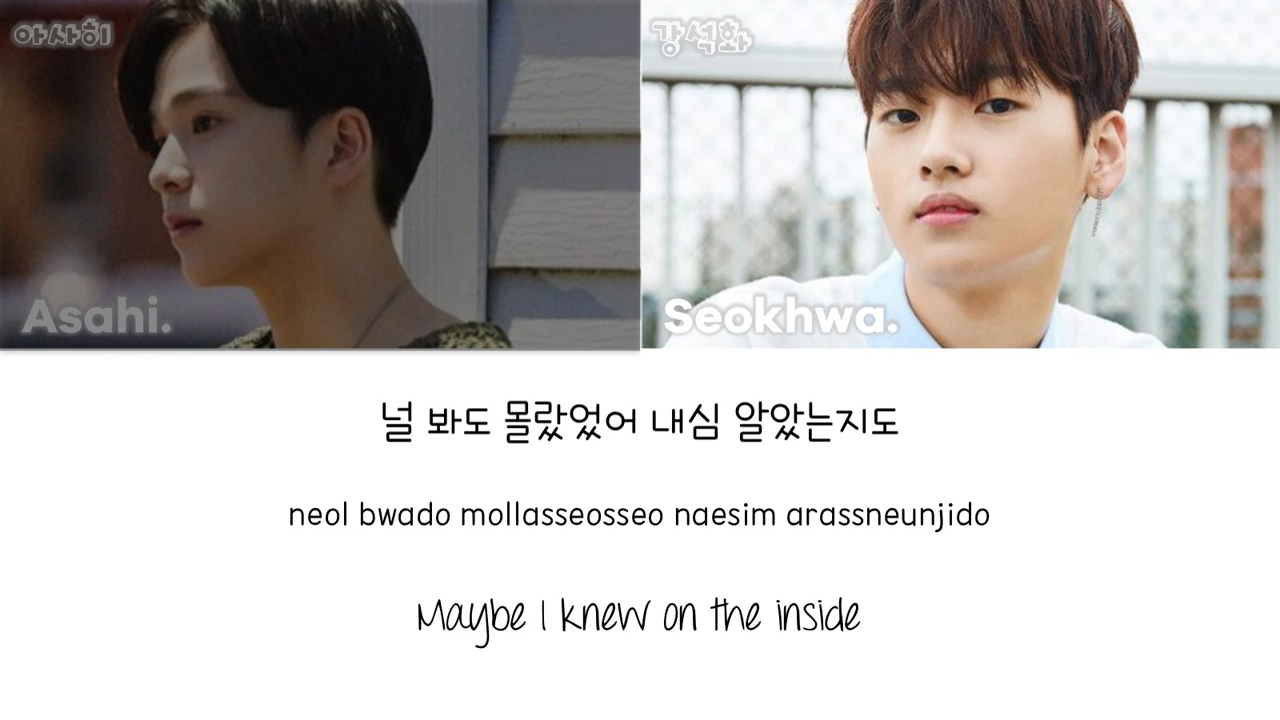 아사히
강석화
Asahi.
Seokhwa.
널 봐도 몰랐었어 내심 알았는지도
neol bwado mollasseosseo naesim arassneunjido
Maybe I knew on the inside